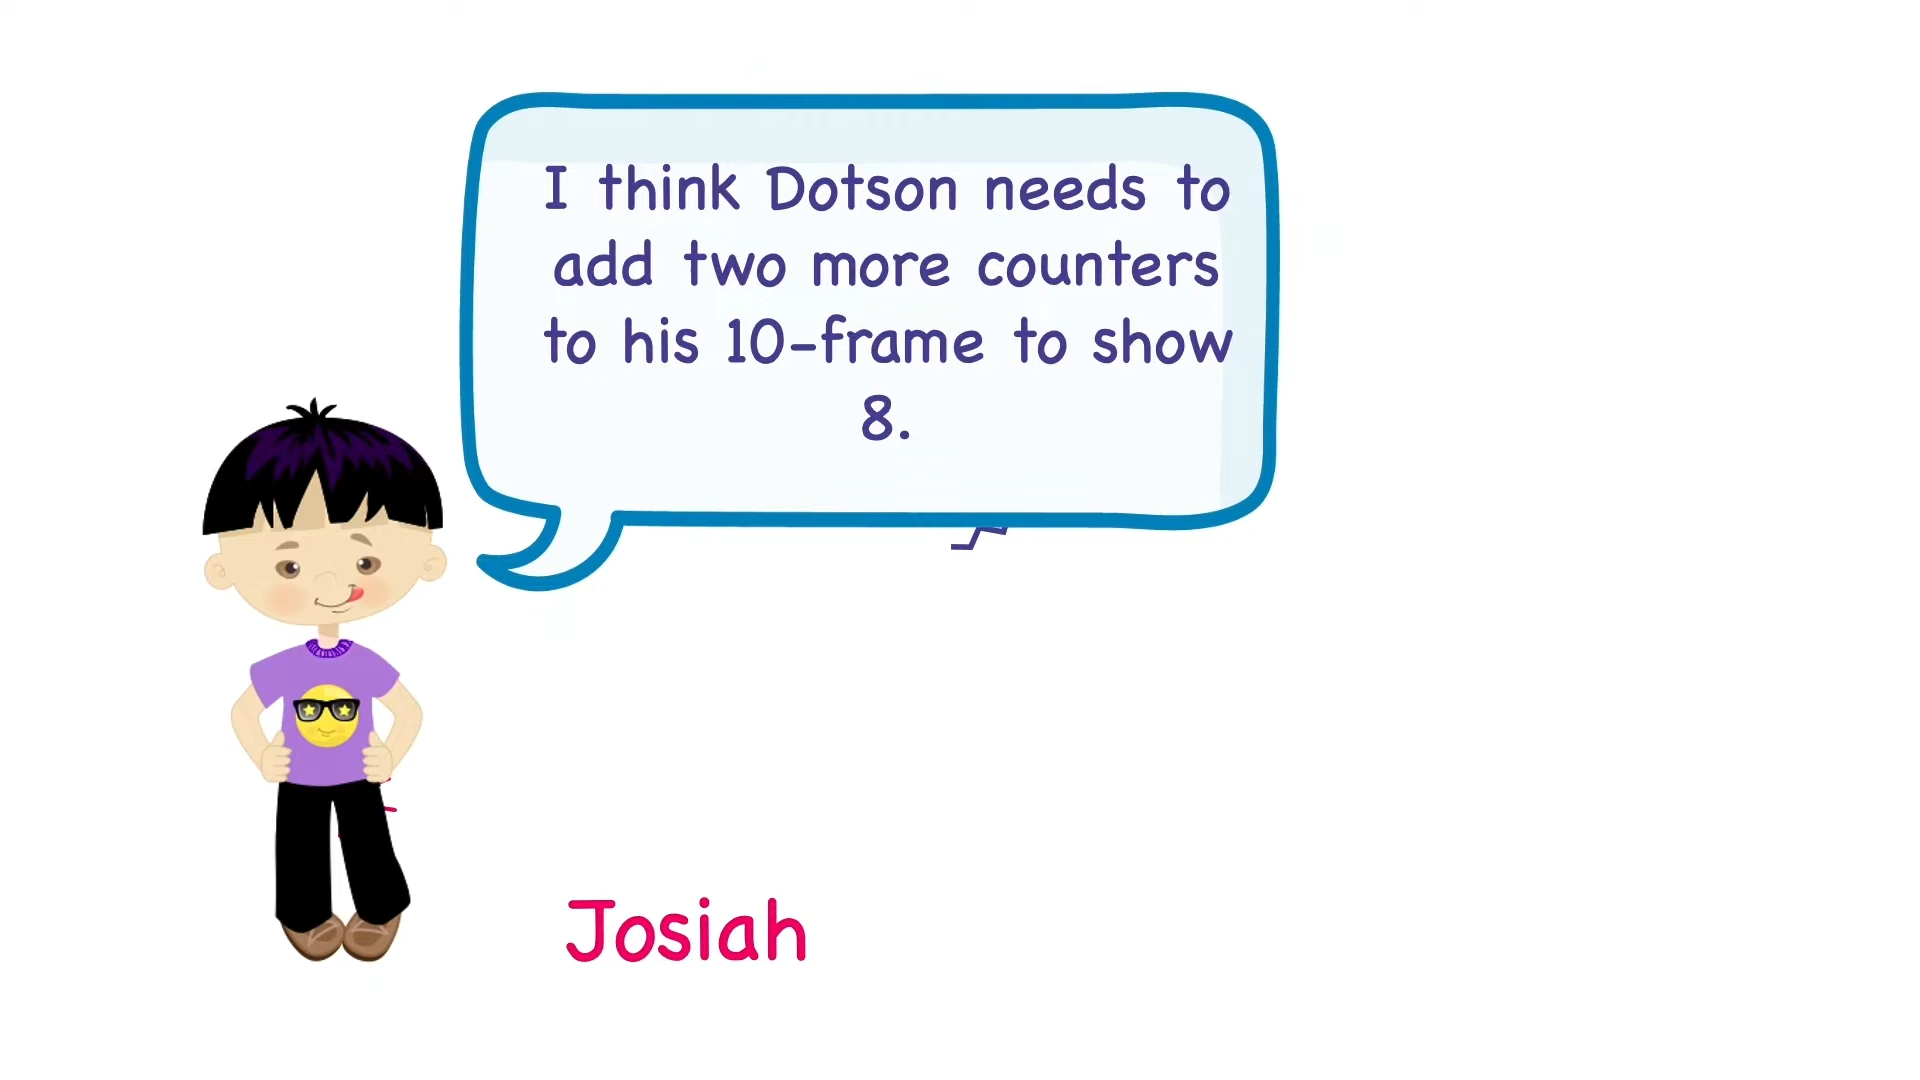 I think Dotson needs to
add two more counters
to his 10-frame to show
8.
Josiah